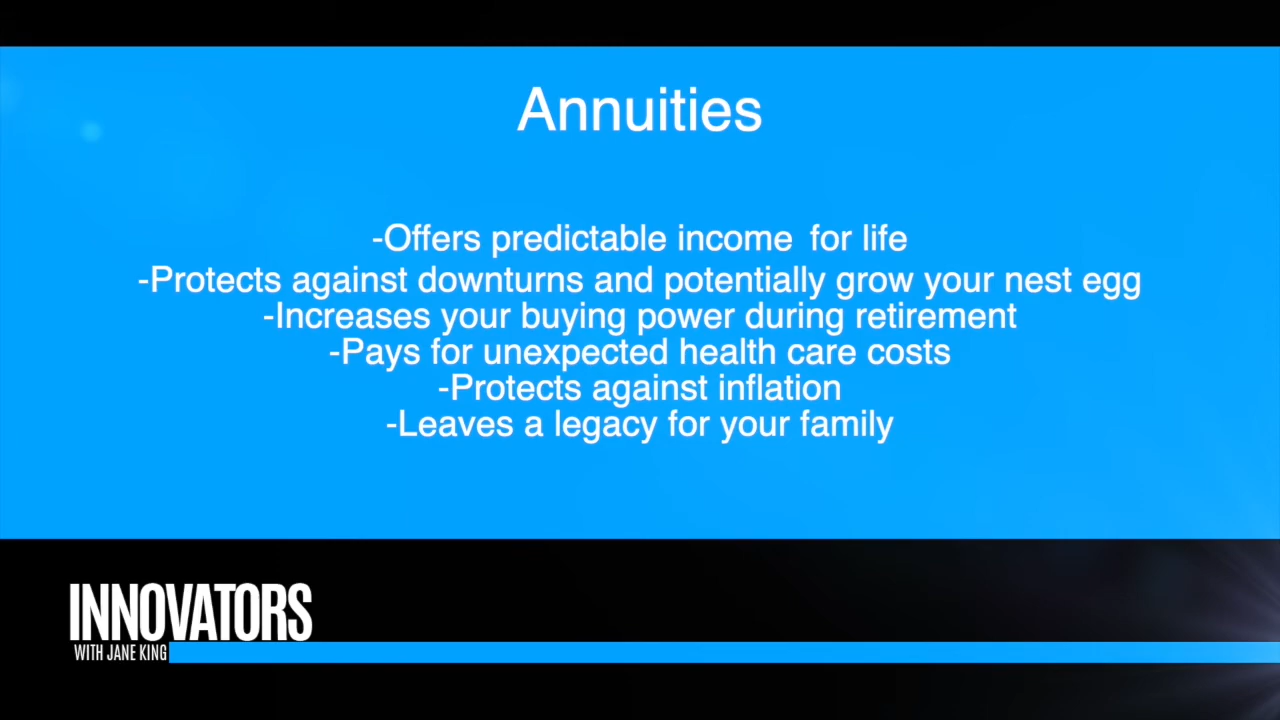 Annuities
-Offers predictable income for life
-Protects against downturns and potentially grow your nest egg
-Increases your buying power during retirement
-Pays for unexpected health care costs
-Protects against inflation
-Leaves a legacy for your family
INNOVATORS
WITH JANE KING